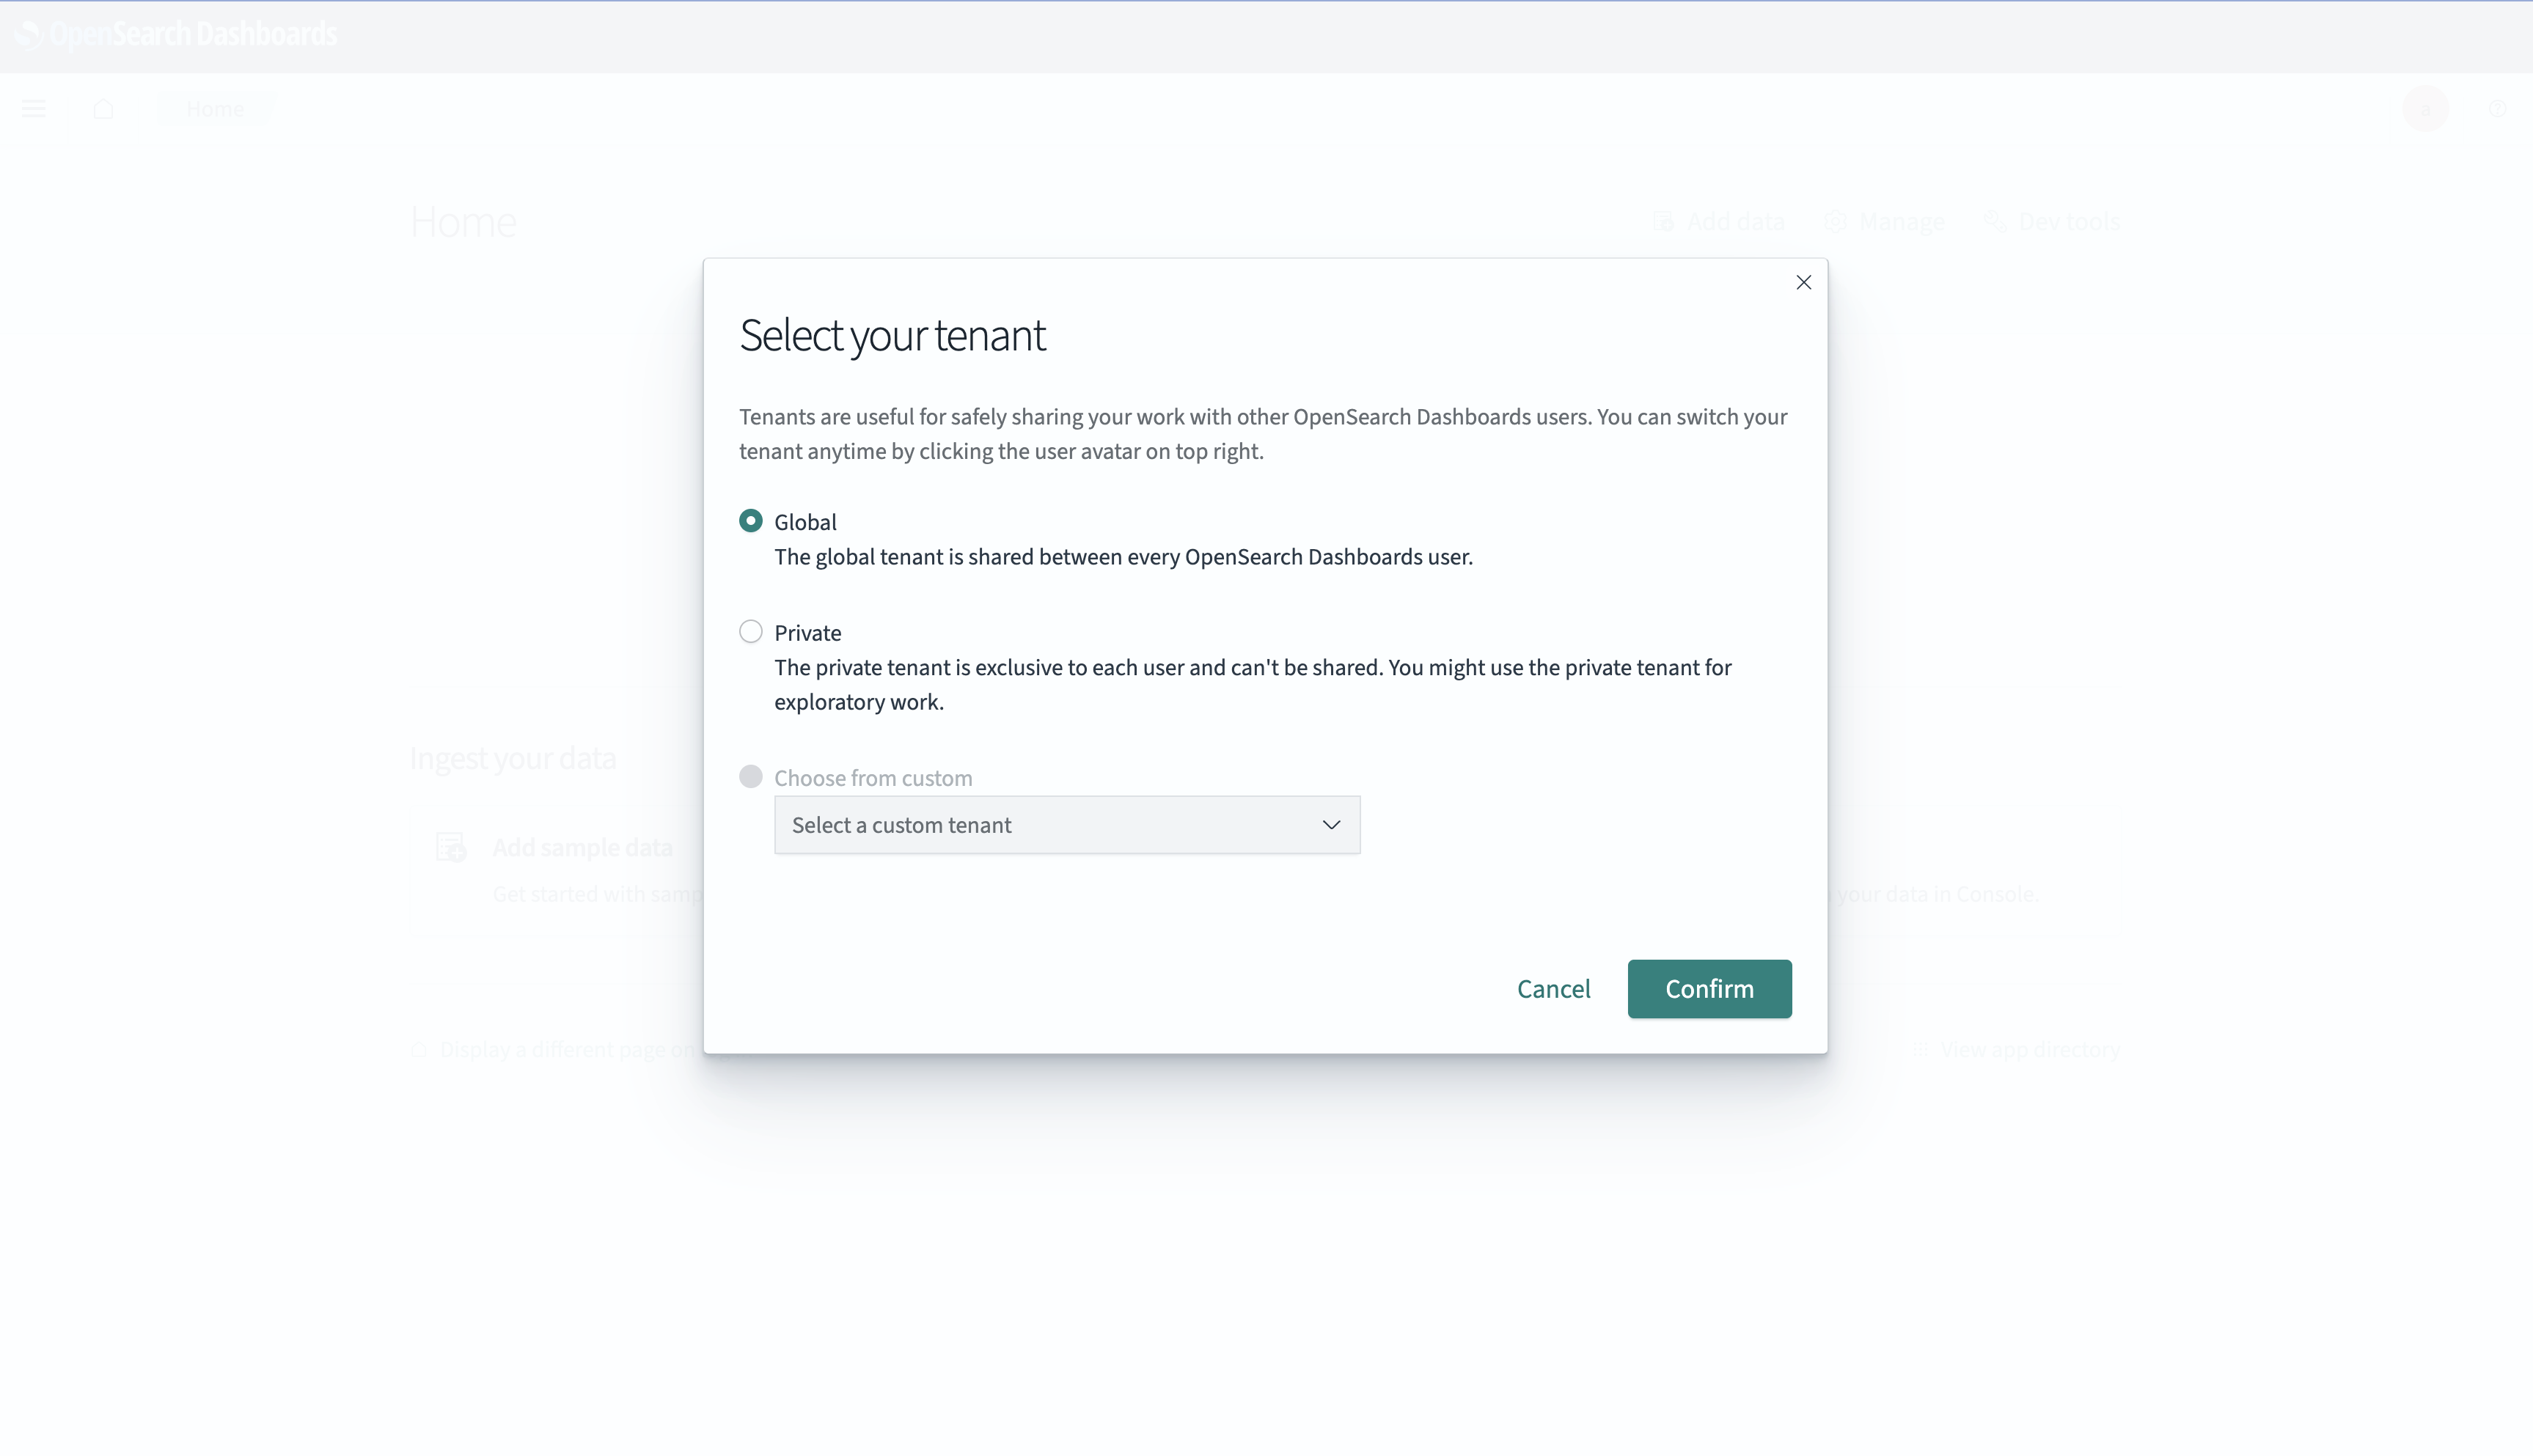 OpenSearch Dashboards
Home
a
Home
Add data
Manage
Dev tools
Select your tenant
Tenants are useful for safely sharing your work with other OpenSearch Dashboards users. You can switch your
tenant anytime by clicking the user avatar on top right.
Global
The global tenant is shared between every OpenSearch Dashboards user.
Private
The private tenant is exclusive to each user and can't be shared. You might use the private tenant for
exploratory work.
Choose from custom
Select a custom tenant
Cancel
Confirm
Ingest your data
Add sample data
Get started with samp
your data in Console.
Display a different page on
View app directory